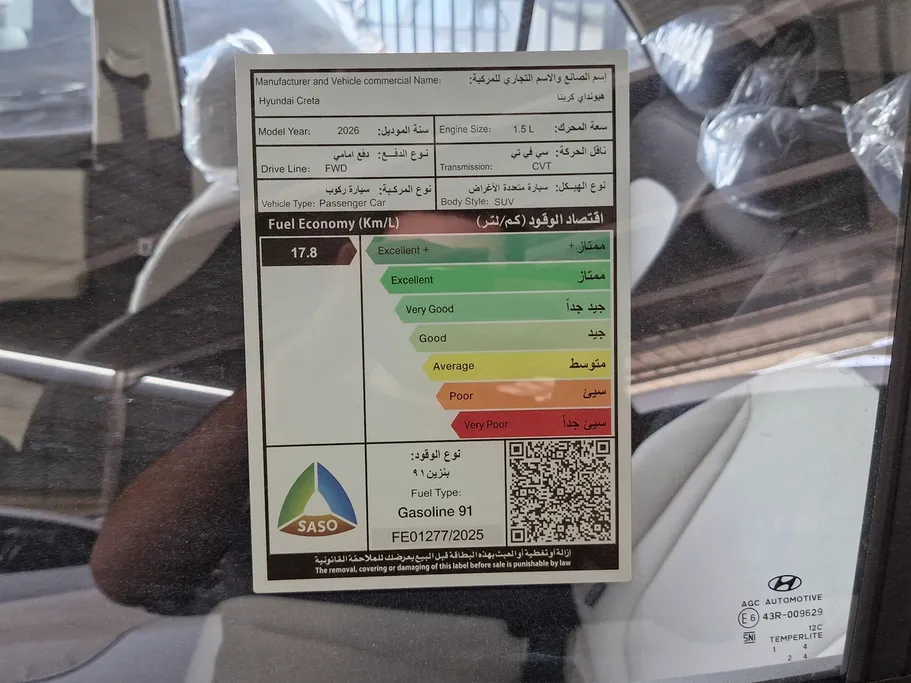 Manufacturer and Vehicle commercial Name: إسم الصانع والاسم التجاري للمركبة:
Hyundai Creta هيونداي كريتا
Model Year: 2026 سنة الموديل:
Engine Size: 1.5 L سعة المحرك:
نوع الدفع: دفع امامي
Drive Line: FWD
ناقل الحركة: سي في تي
Transmission: CVT
نوع المركبة: سيارة ركوب
Vehicle Type: Passenger Car
نوع الهيكل: سيارة متعددة الأغراض
Body Style: SUV
Fuel Economy (Km/L) اقتصاد الوقود (كم/لتر)
17.8
Excellent + ممتاز +
Excellent ممتاز
Very Good جيد جداً
Good جيد
Average متوسط
Poor سيئ
Very Poor سيئ جداً
SASO
نوع الوقود:
بنزين ٩١
Fuel Type:
Gasoline 91
FE01277/2025
إزالة أو تغطية أو العبث بهذه البطاقة قبل البيع يعرضك للملاحقة القانونية
The removal, covering or damaging of this label before sale is punishable by law
AGC AUTOMOTIVE
E6 43R-009629
12C
SNI TEMPERLITE
1 4
2 4